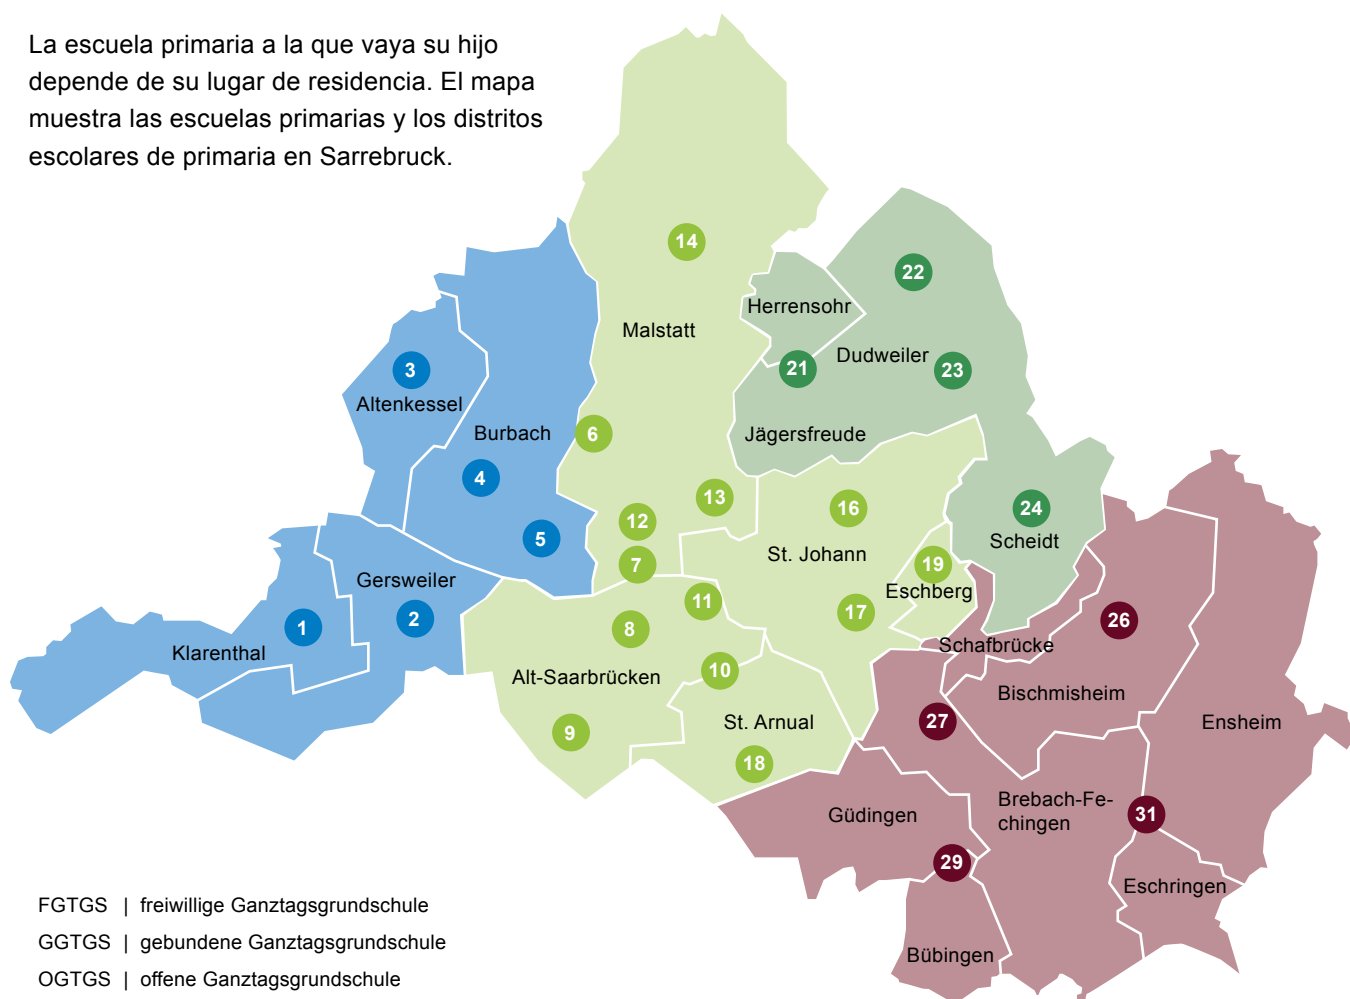 La escuela primaria a la que vaya su hijo
depende de su lugar de residencia. El mapa
muestra las escuelas primarias y los distritos
escolares de primaria en Sarrebruck.
14
22
Herrensohr
Malstatt
Dudweiler
21
23
3
Altenkessel
Burbach
6
Jägersfreude
4
13
16
24
12
5
Scheidt
St. Johann
7
19
Gersweiler
Eschberg
11
17
2
26
1
8
Schafbrücke
Klarenthal
10
Alt-Saarbrücken
Bischmisheim
27
St. Arnual
Ensheim
9
18
Brebach-Fe-
chingen
Güdingen
31
29
Eschringen
Bübingen
FGTGS | freiwillige Ganztagsgrundschule
GGTGS | gebundene Ganztagsgrundschule
OGTGS | offene Ganztagsgrundschule